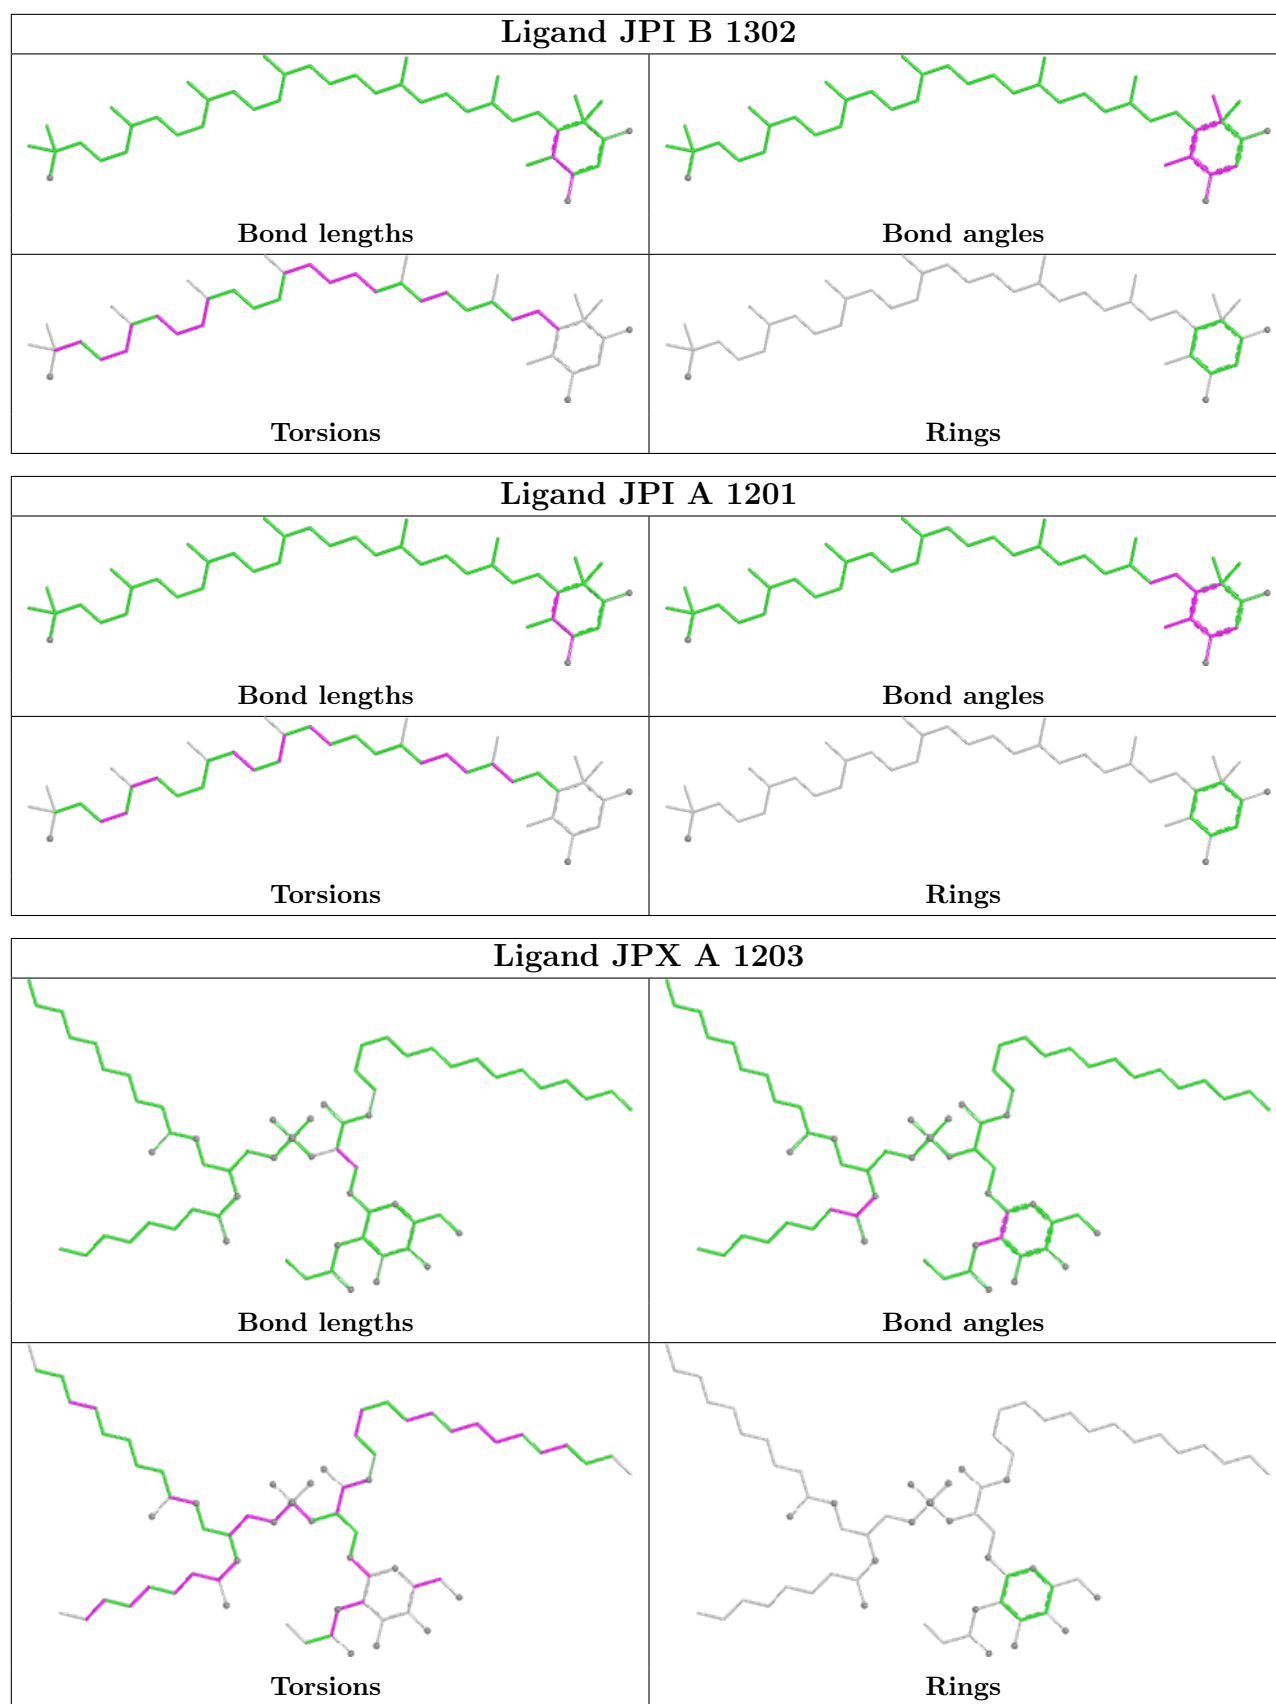 Ligand JPI B 1302
Bond lengths
Bond angles
Torsions
Rings
Ligand JPI A 1201
Bond lengths
Bond angles
Torsions
Rings
Ligand JPX A 1203
Bond lengths
Bond angles
Torsions
Rings